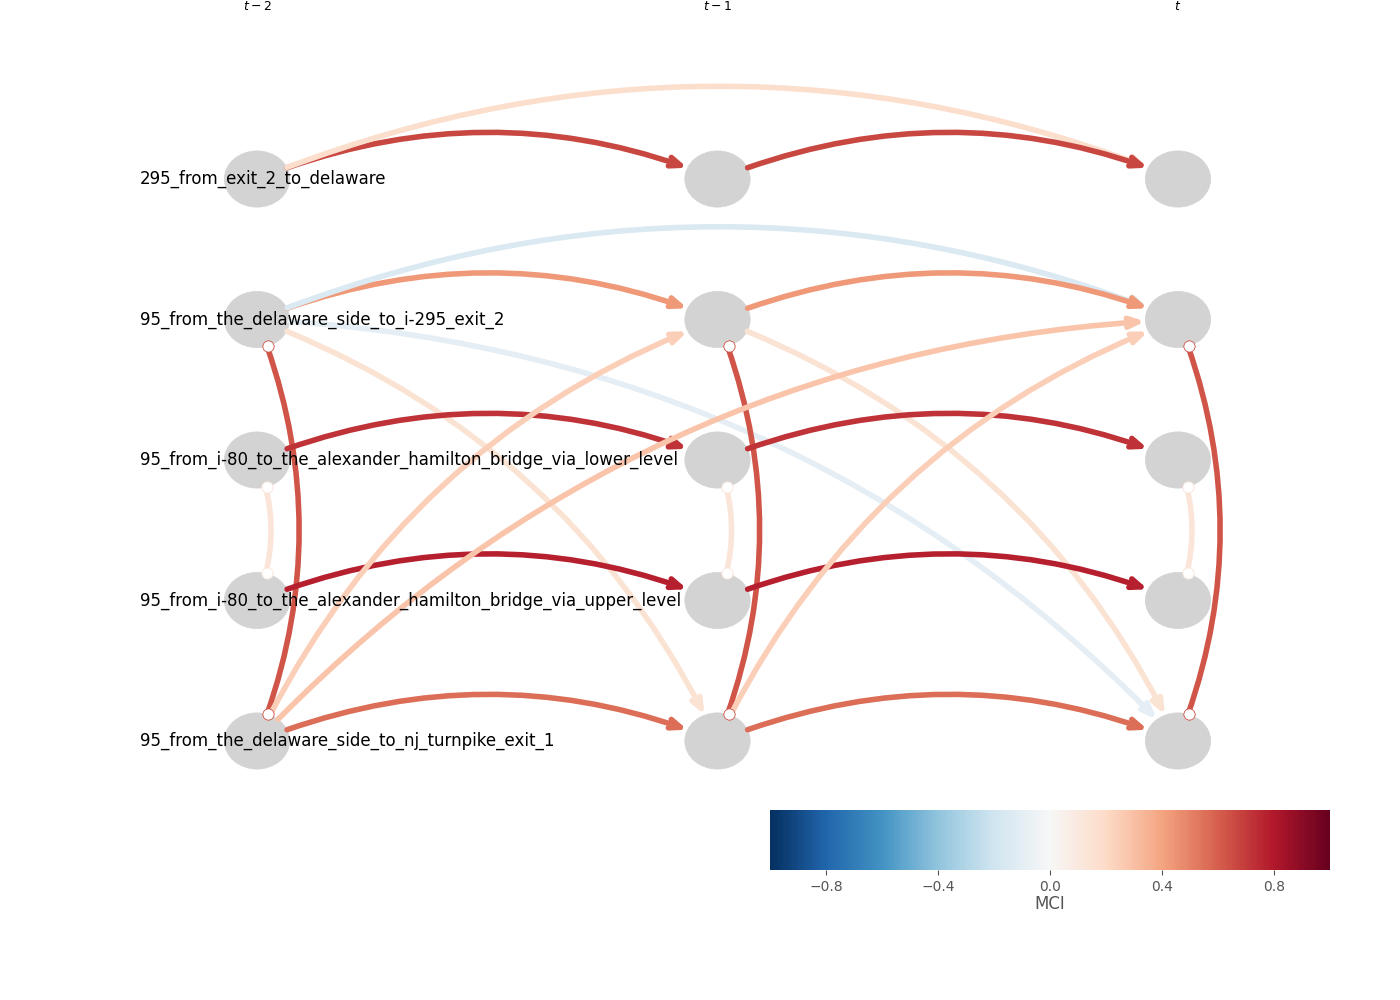 t − 2 t − 1 t
295_from_exit_2_to_delaware
95_from_the_delaware_side_to_i-295_exit_2
95_from_i-80_to_the_alexander_hamilton_bridge_via_lower_level
95_from_i-80_to_the_alexander_hamilton_bridge_via_upper_level
95_from_the_delaware_side_to_nj_turnpike_exit_1
−0.8 −0.4 0.0 0.4 0.8
MCI